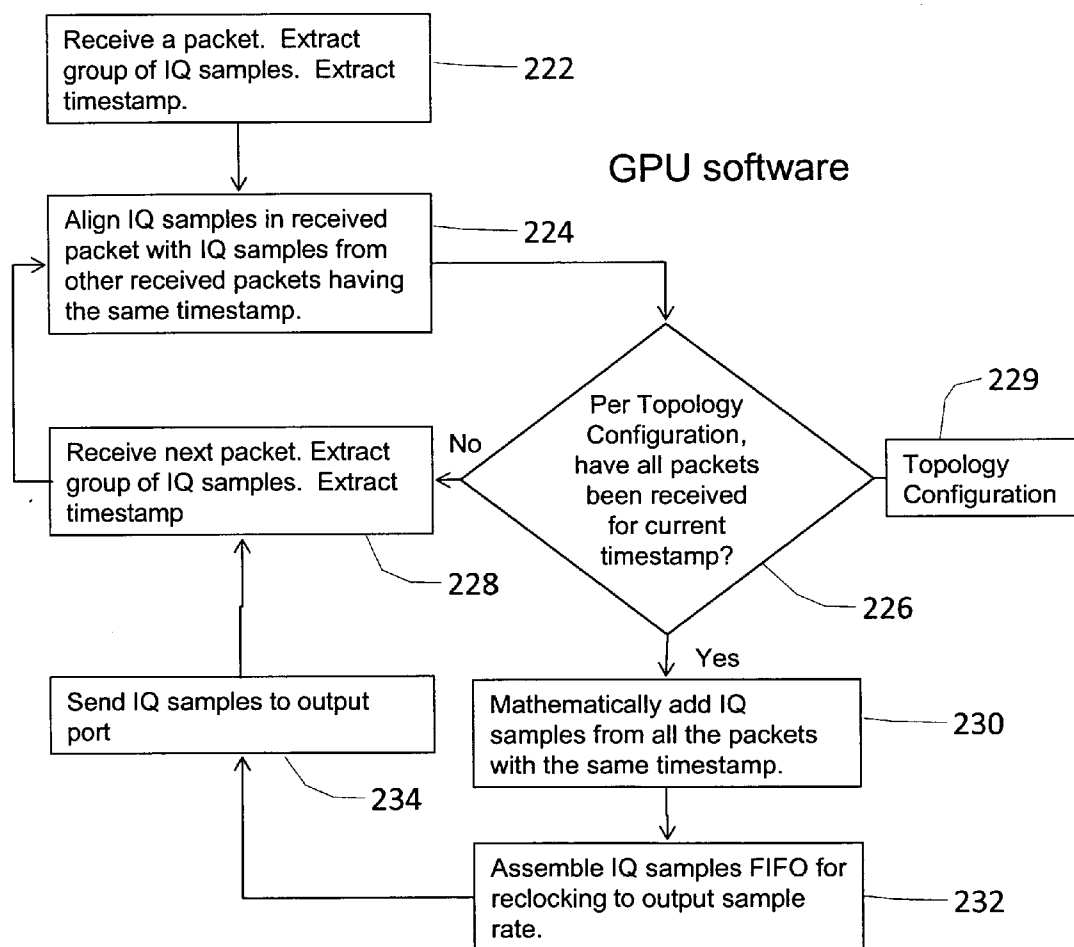 Receive a packet. Extract
group of IQ samples. Extract
timestamp.
222
GPU software
Align IQ samples in received
packet with IQ samples from
other received packets having
the same timestamp.
224
Per Topology
Configuration,
have all packets
been received
for current
timestamp?
226
229
Topology
Configuration
No
Receive next packet. Extract
group of IQ samples. Extract
timestamp
228
Yes
Mathematically add IQ
samples from all the packets
with the same timestamp.
230
Send IQ samples to output
port
234
Assemble IQ samples FIFO for
reclocking to output sample
rate.
232